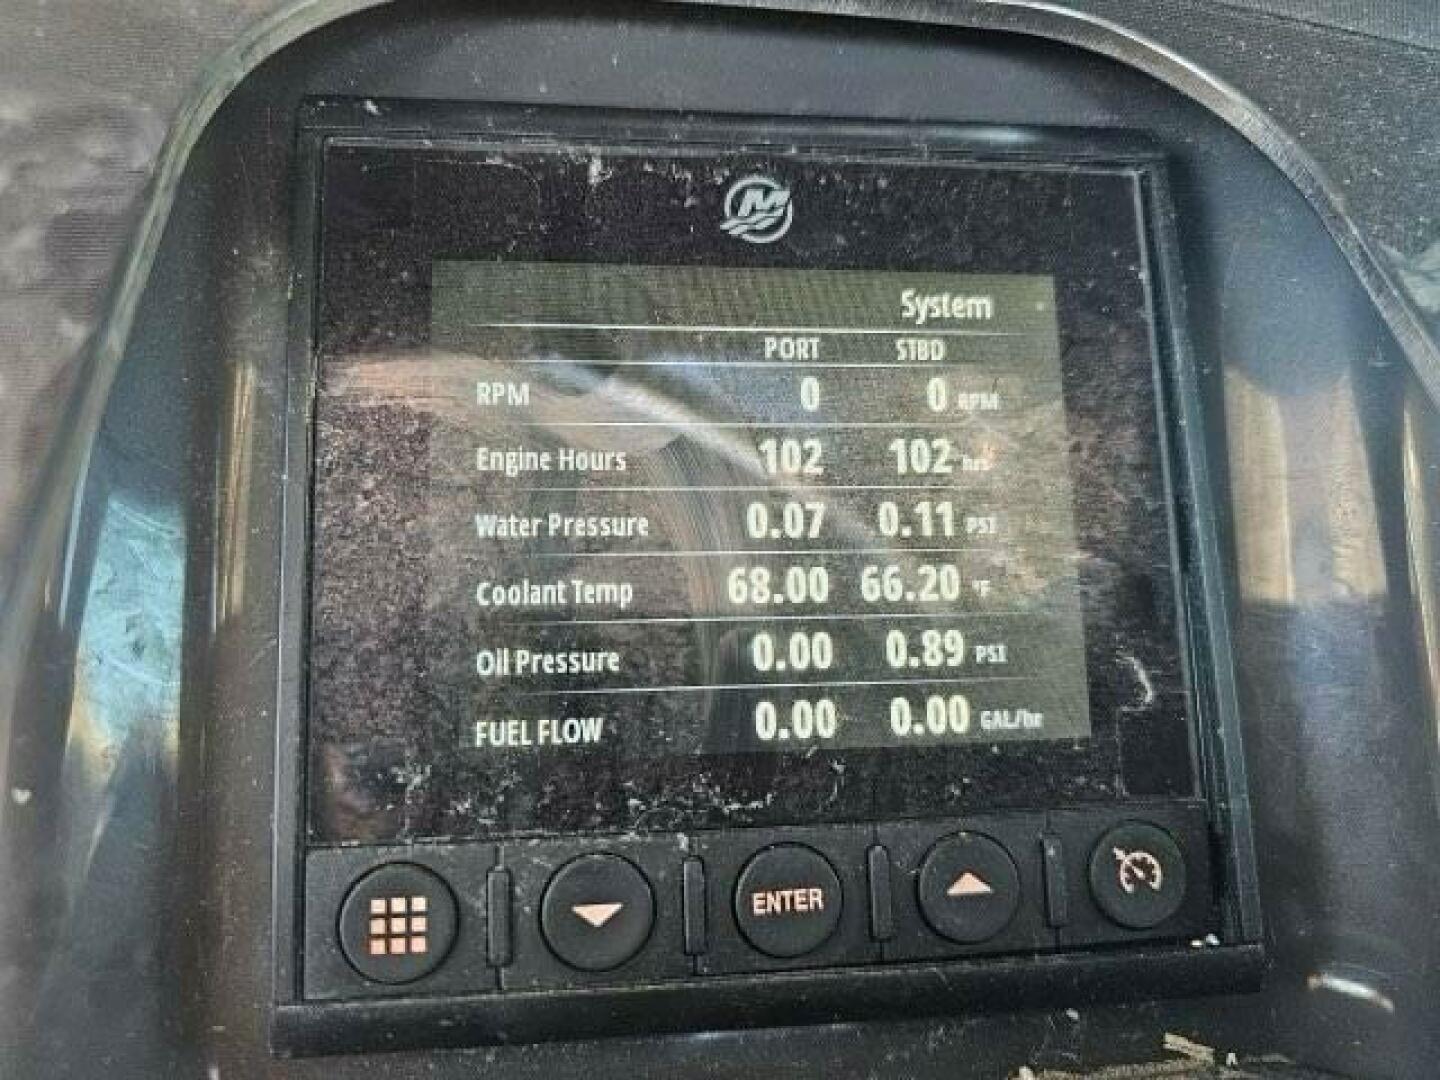 System
PORT STBD
RPM 0 0 RPM
Engine Hours 102 102 hrs
Water Pressure 0.07 0.11 PSI
Coolant Temp 68.00 66.20 °F
Oil Pressure 0.00 0.89 PSI
FUEL FLOW 0.00 0.00 GAL/hr
ENTER